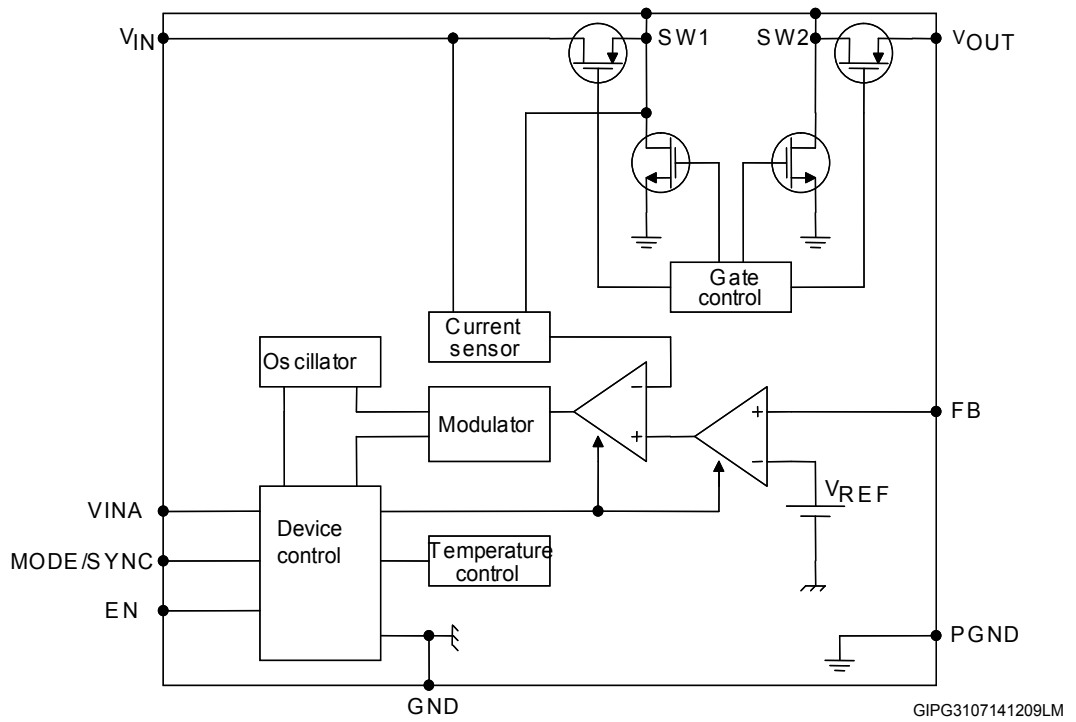 VIN
SW1
SW2
VOUT
Gate
control
Current
sensor
Oscillator
−
Modulator
+
+
FB
−
VREF
VINA
Device
control
MODE/SYNC
Temperature
control
EN
PGND
GND
GIPG3107141209LM